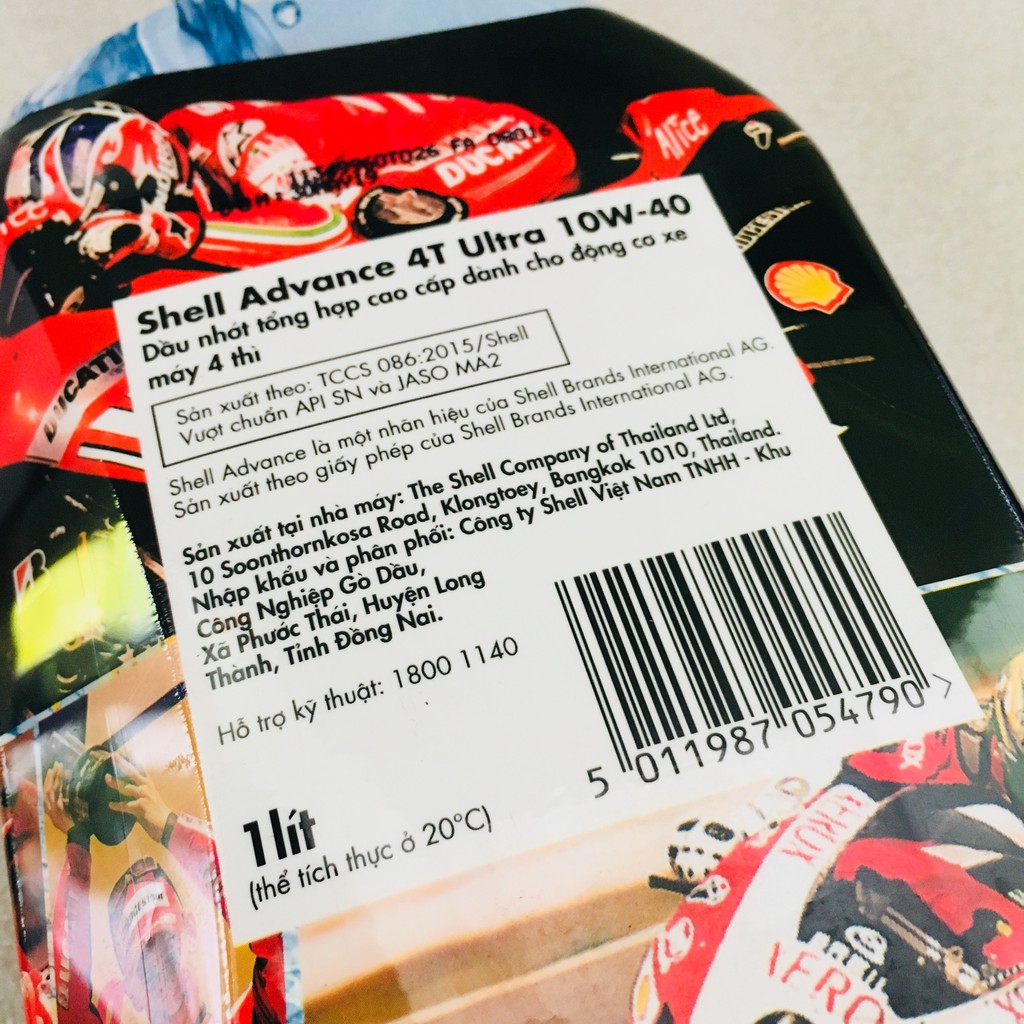 ALice
DUCATI
DUCATI
Shell Advance 4T Ultra 10W-40
Dầu nhớt tổng hợp cao cấp dành cho động cơ xe
máy 4 thì
Sản xuất theo: TCCS 086:2015/Shell
Vượt chuẩn API SN và JASO MA2
Shell Advance là một nhãn hiệu của Shell Brands International AG.
Sản xuất theo giấy phép của Shell Brands International AG.
Sản xuất tại nhà máy: The Shell Company of Thailand Ltd,
10 Soonthornkosa Road, Klongtoey, Bangkok 1010, Thailand.
Nhập khẩu và phân phối: Công ty Shell Việt Nam TNHH - Khu
Công Nghiệp Gò Dầu,
Xã Phước Thái, Huyện Long
Thành, Tỉnh Đồng Nai.
Hỗ trợ kỹ thuật: 1800 1140
5 011987 054790 >
1 lít
(thể tích thực ở 20°C)